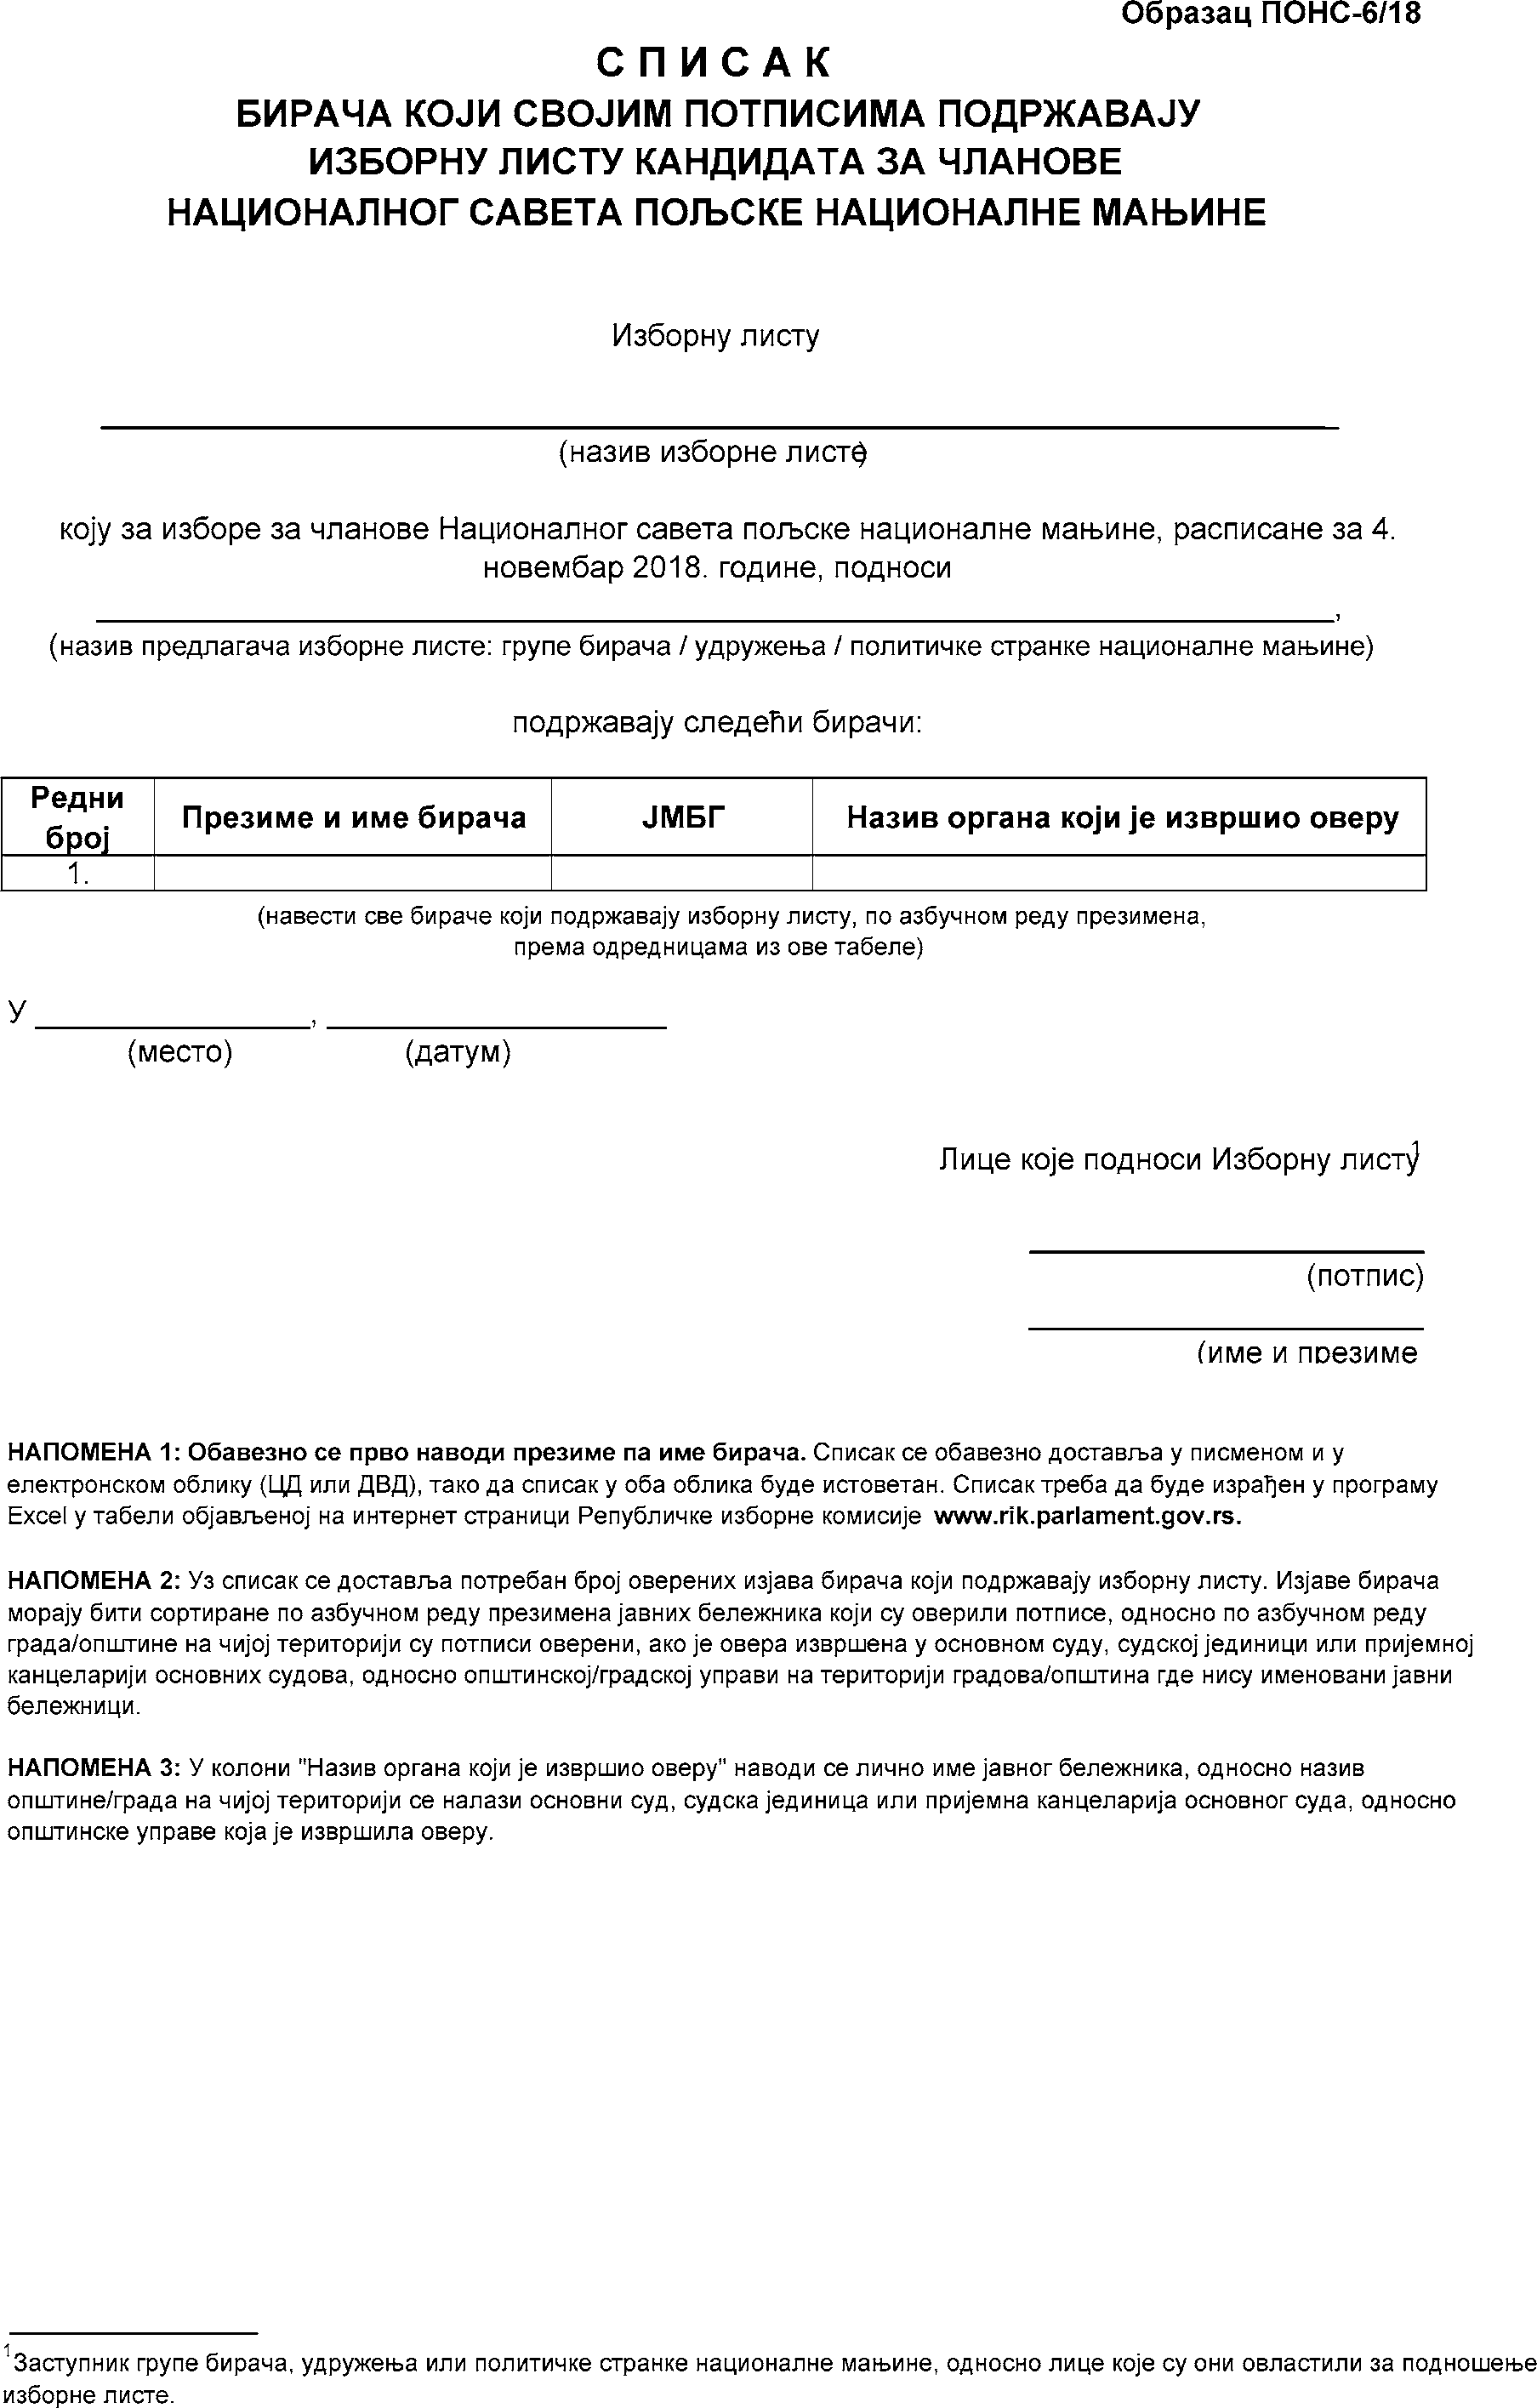 Образац ПОНС-6/18
С П И С А К
БИРАЧА КОЈИ СВОЈИМ ПОТПИСИМА ПОДРЖАВАЈУ
ИЗБОРНУ ЛИСТУ КАНДИДАТА ЗА ЧЛАНОВЕ
НАЦИОНАЛНОГ САВЕТА ПОЉСКЕ НАЦИОНАЛНЕ МАЊИНЕ
Изборну листу
(назив изборне листе)
коју за изборе за чланове Националног савета пољске националне мањине, расписане за 4.
новембар 2018. године, подноси
,
(назив предлагача изборне листе: групе бирача / удружења / политичке странке националне мањине)
подржавају следећи бирачи:
Редни
број
Презиме и име бирача
ЈМБГ
Назив органа који је извршио оверу
1.
(навести све бираче који подржавају изборну листу, по азбучном реду презимена,
према одредницама из ове табеле)
У ____________, ____________
(место) (датум)
Лице које подноси Изборну листу1
(потпис)
(име и презиме
НАПОМЕНА 1: Обавезно се прво наводи презиме па име бирача. Списак се обавезно доставља у писменом и у
електронском облику (ЦД или ДВД), тако да списак у оба облика буде истоветан. Списак треба да буде израђен у програму
Excel у табели објављеној на интернет страници Републичке изборне комисије www.rik.parlament.gov.rs.
НАПОМЕНА 2: Уз списак се доставља потребан број оверених изјава бирача који подржавају изборну листу. Изјаве бирача
морају бити сортиране по азбучном реду презимена јавних бележника који су оверили потписе, односно по азбучном реду
града/општине на чијој територији су потписи оверени, ако је овера извршена у основном суду, судској јединици или пријемној
канцеларији основних судова, односно општинској/градској управи на територији градова/општина где нису именовани јавни
бележници.
НАПОМЕНА 3: У колони "Назив органа који је извршио оверу" наводи се лично име јавног бележника, односно назив
општине/града на чијој територији се налази основни суд, судска јединица или пријемна канцеларија основног суда, односно
општинске управе која је извршила оверу.
1Заступник групе бирача, удружења или политичке странке националне мањине, односно лице које су они овластили за подношење
изборне листе.